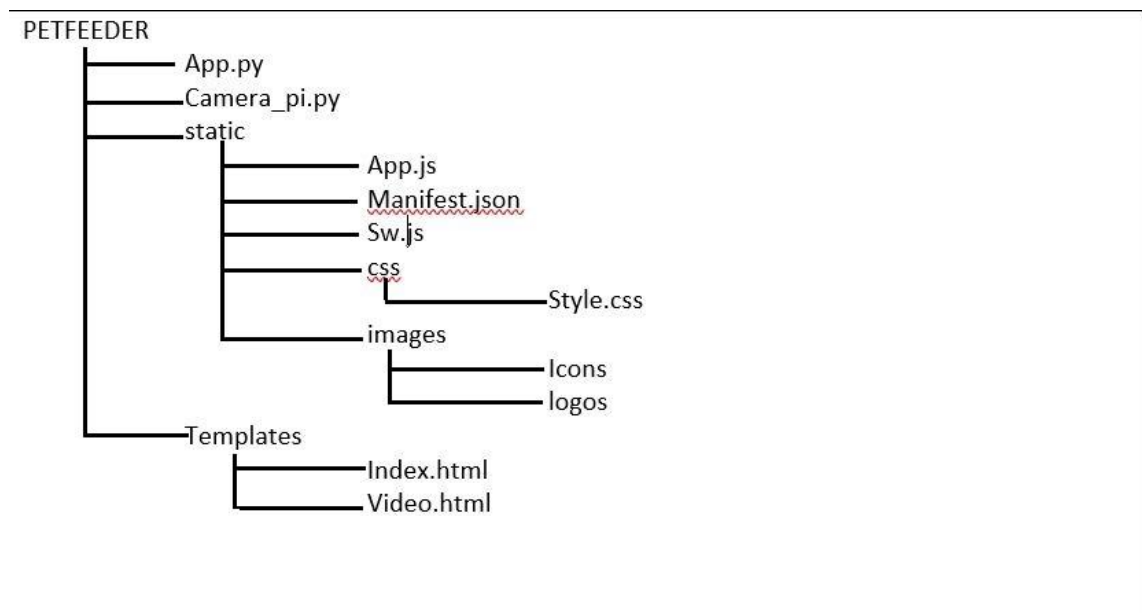 PETFEEDER
App.py
Camera_pi.py
static
App.js
Manifest.json
Sw.js
css
Style.css
images
Icons
logos
Templates
Index.html
Video.html